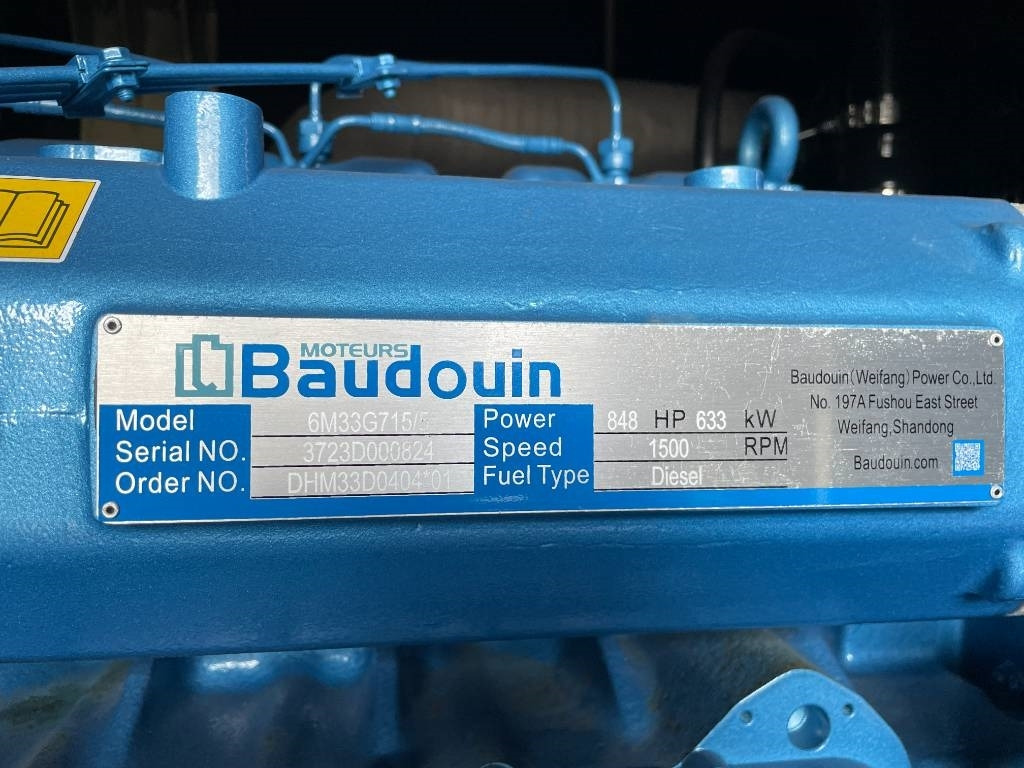 MOTEURS
Baudouin
Model 6M33G715/5
Serial NO. 3723D000824
Order NO.
Power 848 HP 633 kW
Speed 1500 RPM
Fuel Type Diesel
Baudouin(Weifang)Power Co.,Ltd.
No. 197A Fushou East Street
Weifang,Shandong
Baudouin.com